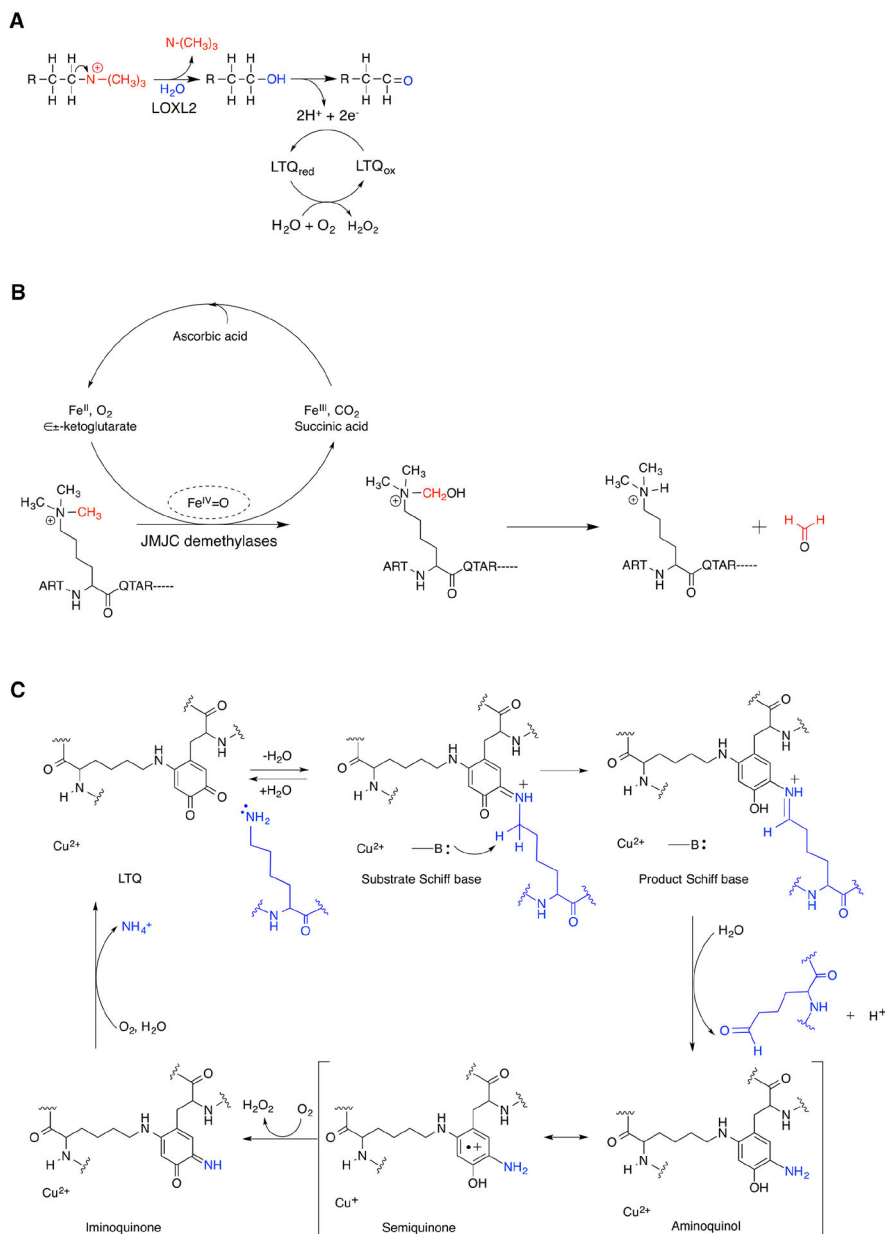 A
N-(CH3)3
H H
R-C-C-N-(CH3)3
H H
⊕
H2O
LOXL2
H H
R-C-C-OH
H H
H H
R-C-C=O
H
2H+ + 2e-
LTQred
LTQox
H2O + O2
H2O2
B
Ascorbic acid
FeII, O2
∈±-ketoglutarate
FeIII, CO2
Succinic acid
FeIV=O
JMJC demethylases
CH3
H3C-N-CH3
⊕
ART
N
H
O
QTAR-----
CH3
H3C
N-CH2OH
⊕
ART
N
H
O
QTAR-----
CH3
H3C
N-H
⊕
ART
N
H
O
QTAR-----
+
H H
O
C
O
N-H
H
N
O
N
H
O
O
Cu2+
LTQ
-H2O
+H2O
NH2
N
H
O
O
N-H
H
N
O
N
H
O
+
NH
H H
Cu2+
B:
Substrate Schiff base
N
H
O
O
N-H
H
N
O
N
H
OH
+
NH
H
Cu2+
B:
Product Schiff base
N
H
O
H2O
O
NH
O
H
+ H+
NH4+
O2, H2O
O
N-H
H
N
O
N
H
O
NH
Cu2+
Iminoquinone
H2O2
O2
O
N-H
H
N
O
N
H
•+
NH2
OH
Cu+
Semiquinone
O
N-H
H
N
O
N
H
NH2
OH
Cu2+
Aminoquinol